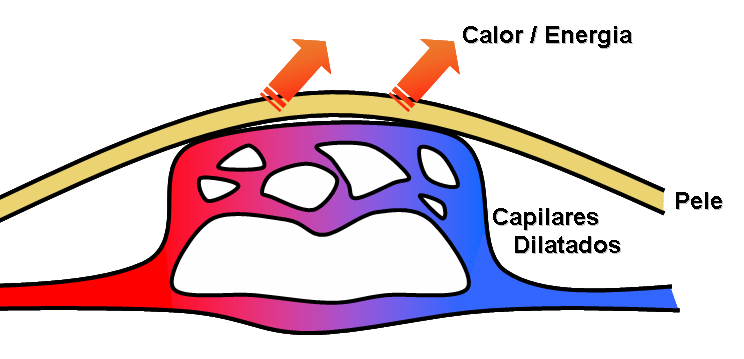 Calor / Energia
Pele
Capilares
Dilatados